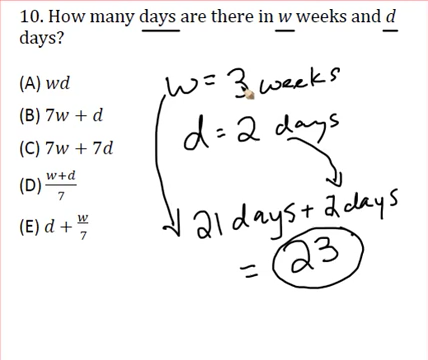 10. How many days are there in w weeks and d
days?
(A) wd
(B) 7w + d
(C) 7w + 7d
(D) w+d/7
(E) d + w/7
w = 3 weeks
d = 2 days
21 days + 2 days
= 23